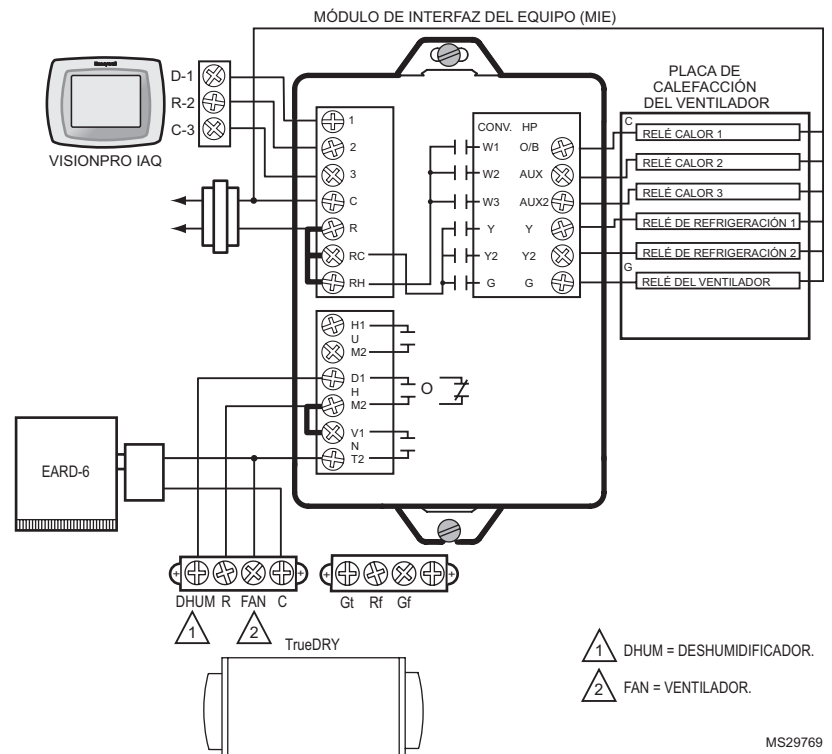 MÓDULO DE INTERFAZ DEL EQUIPO (MIE)
Honeywell
VISIONPRO IAQ
D-1
R-2
C-3
1
2
3
C
R
RC
RH
CONV. HP
W1 O/B
W2 AUX
W3 AUX2
Y Y
Y2 Y2
G G
PLACA DE
CALEFACCIÓN
DEL VENTILADOR
C
RELÉ CALOR 1
RELÉ CALOR 2
RELÉ CALOR 3
RELÉ DE REFRIGERACIÓN 1
RELÉ DE REFRIGERACIÓN 2
G
RELÉ DEL VENTILADOR
H1
U
M2
D1
H
M2
V1
N
T2
O
EARD-6
DHUM R FAN C
Gt Rf Gf
1
2
TrueDRY
1 DHUM = DESHUMIDIFICADOR.
2 FAN = VENTILADOR.
MS29769